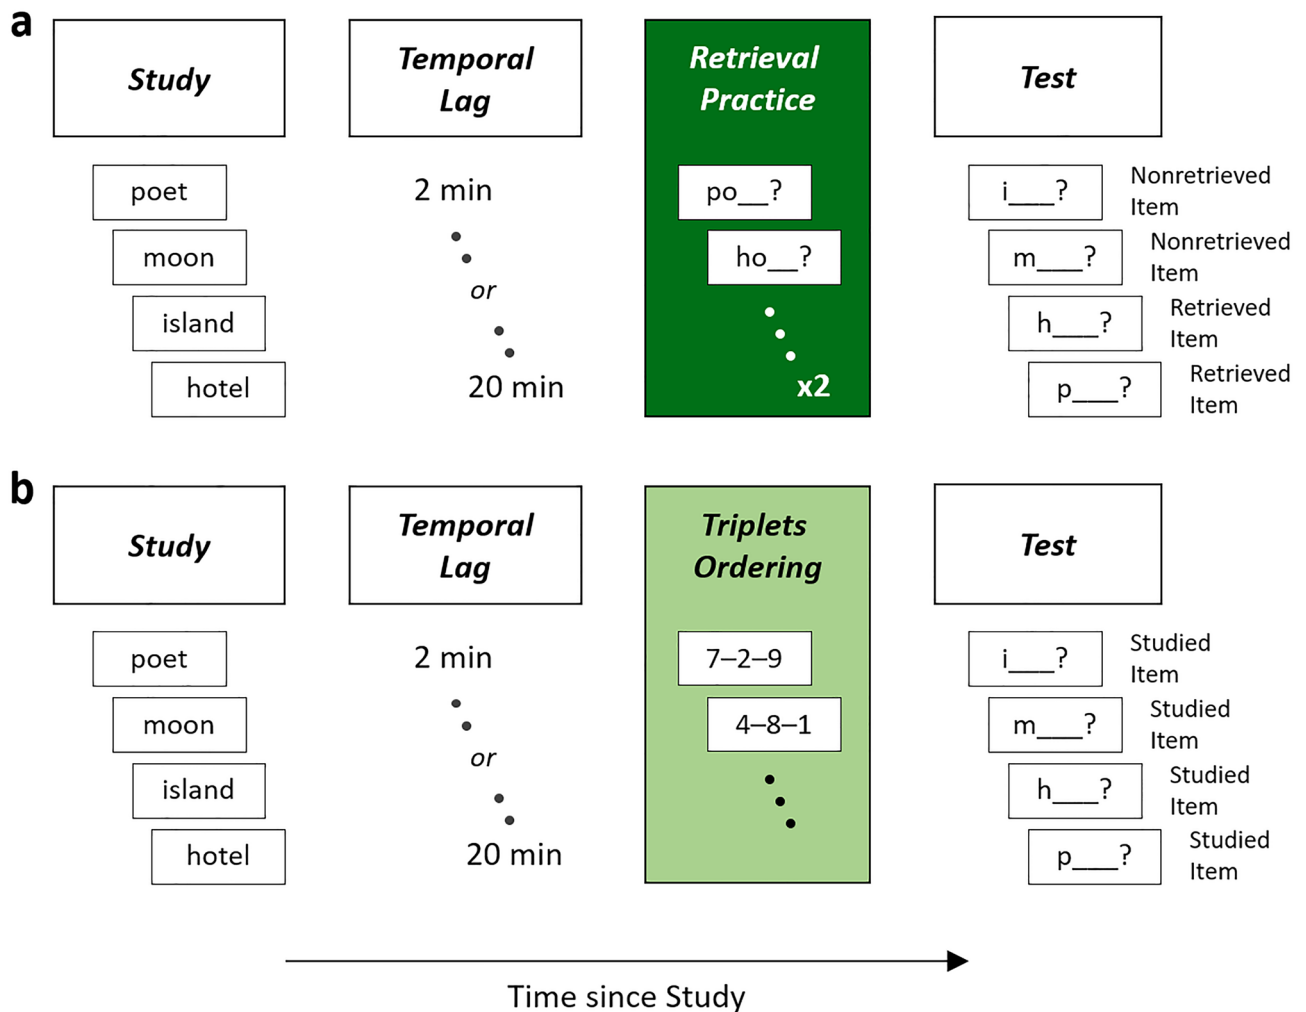 a
Study
Temporal
Lag
Retrieval
Practice
Test
poet
moon
island
hotel
2 min
or
20 min
po__?
ho__?
x2
i___?
Nonretrieved
Item
m___?
Nonretrieved
Item
h___?
Retrieved
Item
p___?
Retrieved
Item
b
Study
Temporal
Lag
Triplets
Ordering
Test
poet
moon
island
hotel
2 min
or
20 min
7–2–9
4–8–1
i___?
Studied
Item
m___?
Studied
Item
h___?
Studied
Item
p___?
Studied
Item
Time since Study